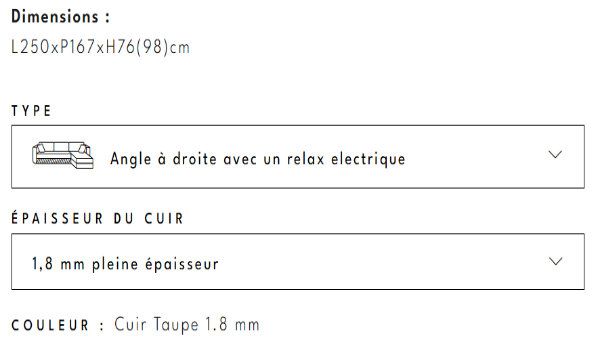 Dimensions :
L250xP167xH76(98)cm
TYPE
Angle à droite avec un relax electrique
ÉPAISSEUR DU CUIR
1,8 mm pleine épaisseur
COULEUR : Cuir Taupe 1.8 mm